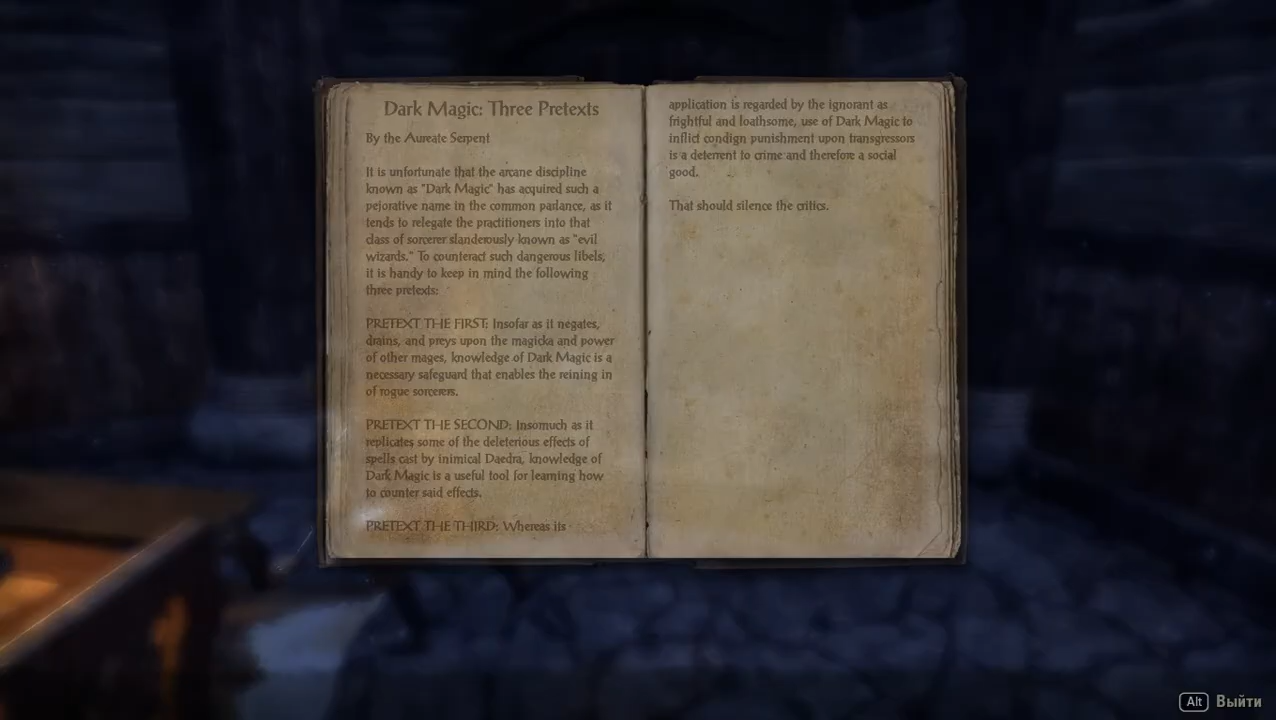 Dark Magic: Three Pretexts
By the Aureate Serpent
It is unfortunate that the arcane discipline
known as "Dark Magic" has acquired such a
pejorative name in the common parlance, as it
tends to relegate the practitioners into that
class of sorcerer slanderously known as "evil
wizards." To counteract such dangerous libels,
it is handy to keep in mind the following
three pretexts:
PRETEXT THE FIRST: Insofar as it negates,
drains, and preys upon the magicka and power
of other mages, knowledge of Dark Magic is a
necessary safeguard that enables the reining in
of rogue sorcerers.
PRETEXT THE SECOND: Insomuch as it
replicates some of the deleterious effects of
spells cast by inimical Daedra, knowledge of
Dark Magic is a useful tool for learning how
to counter said effects.
PRETEXT THE THIRD: Whereas its
application is regarded by the ignorant as
frightful and loathsome, use of Dark Magic to
inflict condign punishment upon transgressors
is a deterrent to crime and therefore a social
good.
That should silence the critics.
Alt Выйти